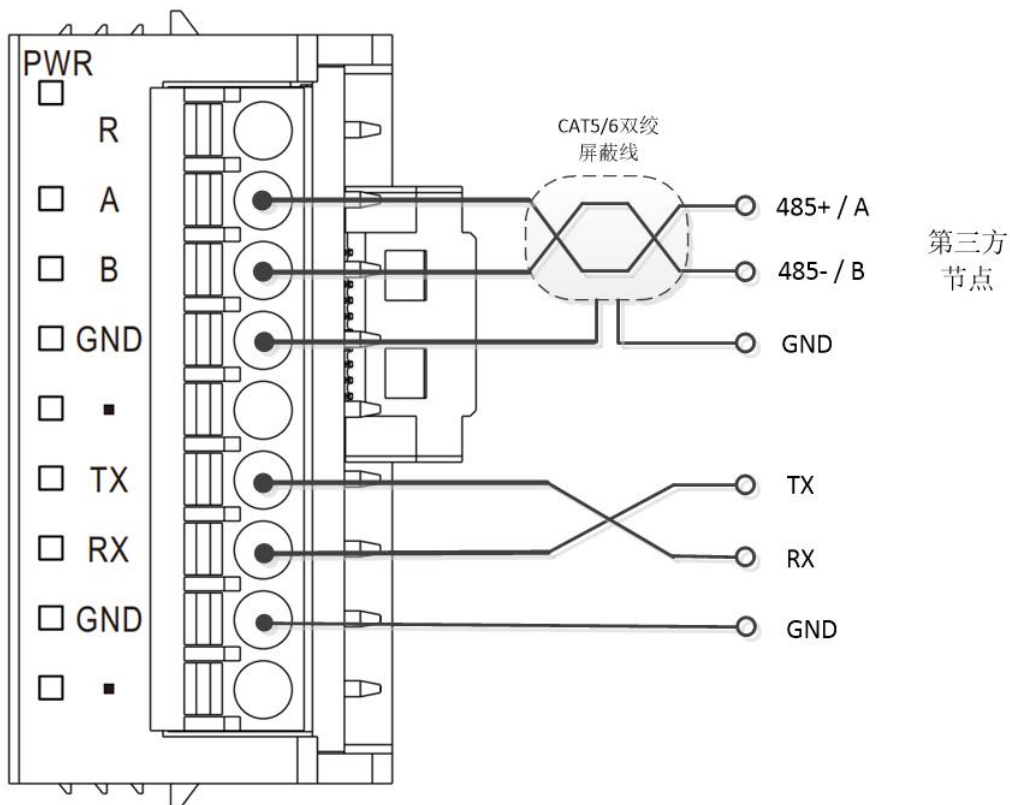 PWR
R
A
B
GND
▪
TX
RX
GND
▪
CAT5/6双绞
屏蔽线
485+ / A
485- / B
GND
TX
RX
GND
第三方
节点